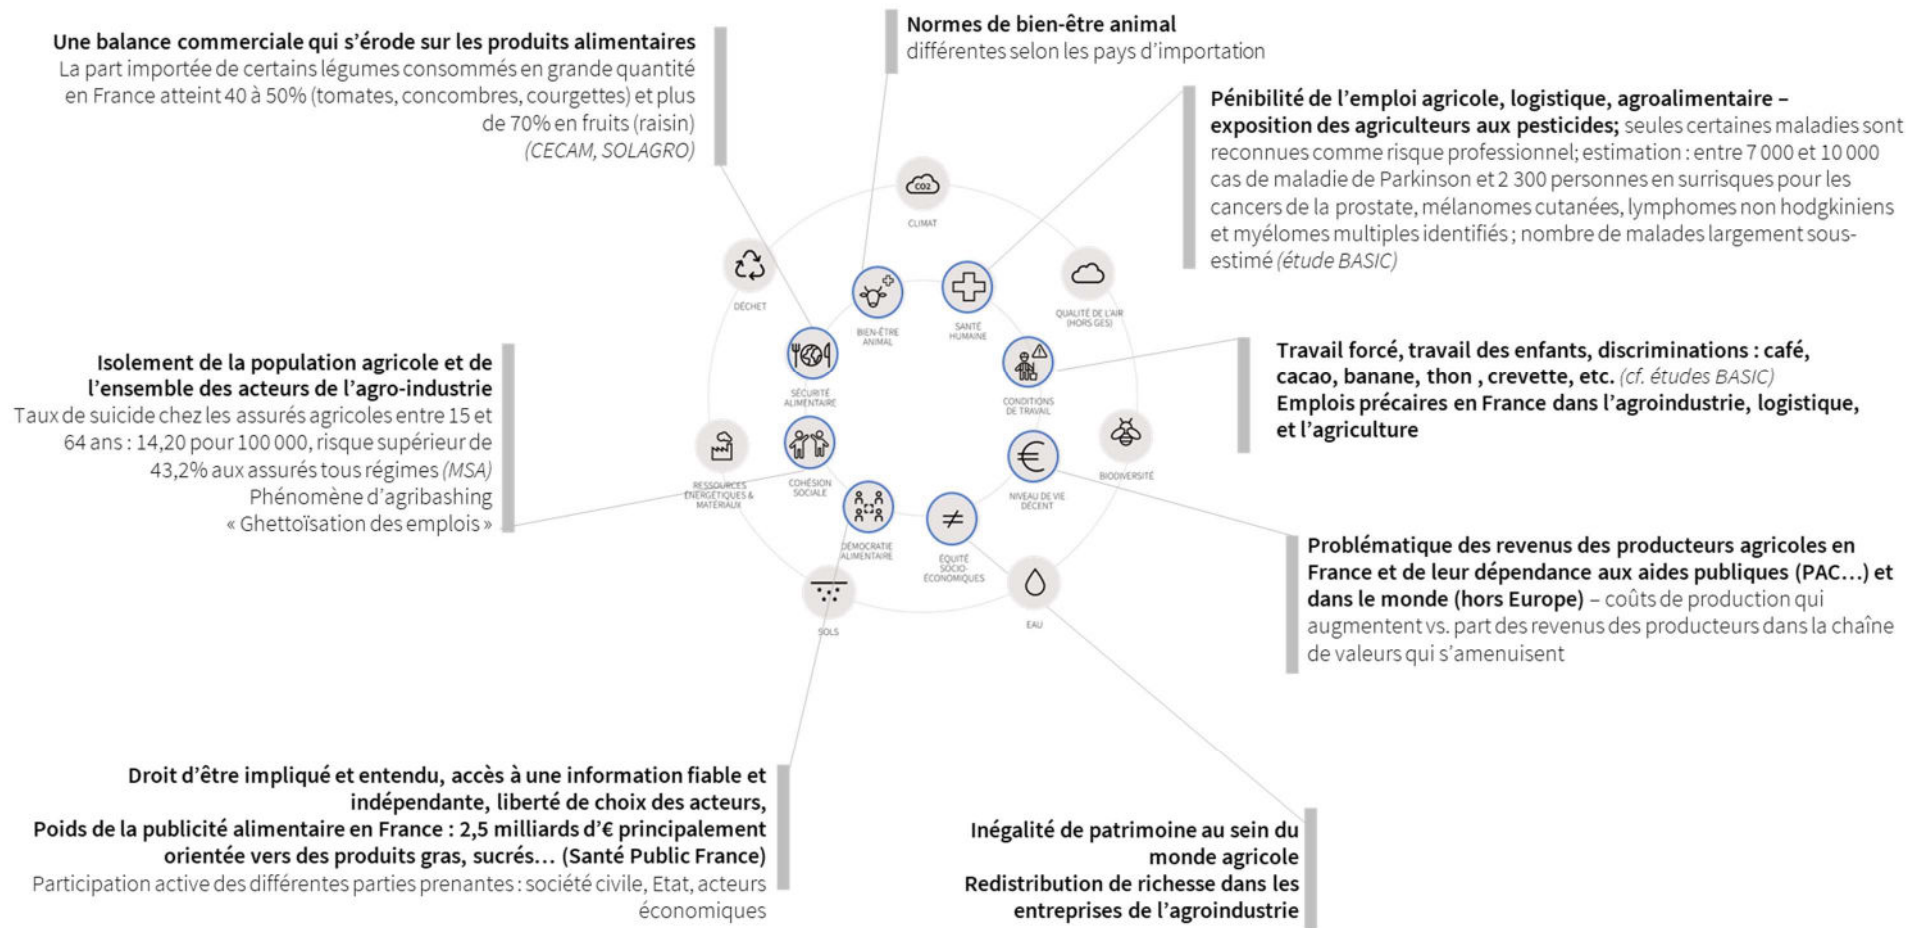 Une balance commerciale qui s’érode sur les produits alimentaires
La part importée de certains légumes consommés en grande quantité
en France atteint 40 à 50% (tomates, concombres, courgettes) et plus
de 70% en fruits (raisin)
(CECAM, SOLAGRO)
Normes de bien-être animal
différentes selon les pays d’importation
Pénibilité de l’emploi agricole, logistique, agroalimentaire –
exposition des agriculteurs aux pesticides; seules certaines maladies sont
reconnues comme risque professionnel; estimation : entre 7 000 et 10 000
cas de maladie de Parkinson et 2 300 personnes en surrisques pour les
cancers de la prostate, mélanomes cutanées, lymphomes non hodgkiniens
et myélomes multiples identifiés ; nombre de malades largement sous-
estimé (étude BASIC)
CO2
CLIMAT
DÉCHET
BIEN-ÊTRE
ANIMAL
SANTÉ
HUMAINE
QUALITÉ DE L’AIR
(HORS GES)
SÉCURITÉ
ALIMENTAIRE
CONDITIONS
DE TRAVAIL
RESSOURCES
ÉNERGÉTIQUES &
MATÉRIAUX
COHÉSION
SOCIALE
NIVEAU DE VIE
DÉCENT
BIODIVERSITÉ
DÉMOCRATIE
ALIMENTAIRE
ÉQUITÉ
SOCIO-
ÉCONOMIQUES
SOLS
EAU
Isolement de la population agricole et de
l’ensemble des acteurs de l’agro-industrie
Taux de suicide chez les assurés agricoles entre 15 et
64 ans : 14,20 pour 100 000, risque supérieur de
43,2% aux assurés tous régimes (MSA)
Phénomène d’agribashing
« Ghettoïsation des emplois »
Travail forcé, travail des enfants, discriminations : café,
cacao, banane, thon , crevette, etc. (cf. études BASIC)
Emplois précaires en France dans l’agroindustrie, logistique,
et l’agriculture
Problématique des revenus des producteurs agricoles en
France et de leur dépendance aux aides publiques (PAC…) et
dans le monde (hors Europe) – coûts de production qui
augmentent vs. part des revenus des producteurs dans la chaîne
de valeurs qui s’amenuisent
Droit d’être impliqué et entendu, accès à une information fiable et
indépendante, liberté de choix des acteurs,
Poids de la publicité alimentaire en France : 2,5 milliards d’€ principalement
orientée vers des produits gras, sucrés… (Santé Public France)
Participation active des différentes parties prenantes : société civile, Etat, acteurs
économiques
Inégalité de patrimoine au sein du
monde agricole
Redistribution de richesse dans les
entreprises de l’agroindustrie